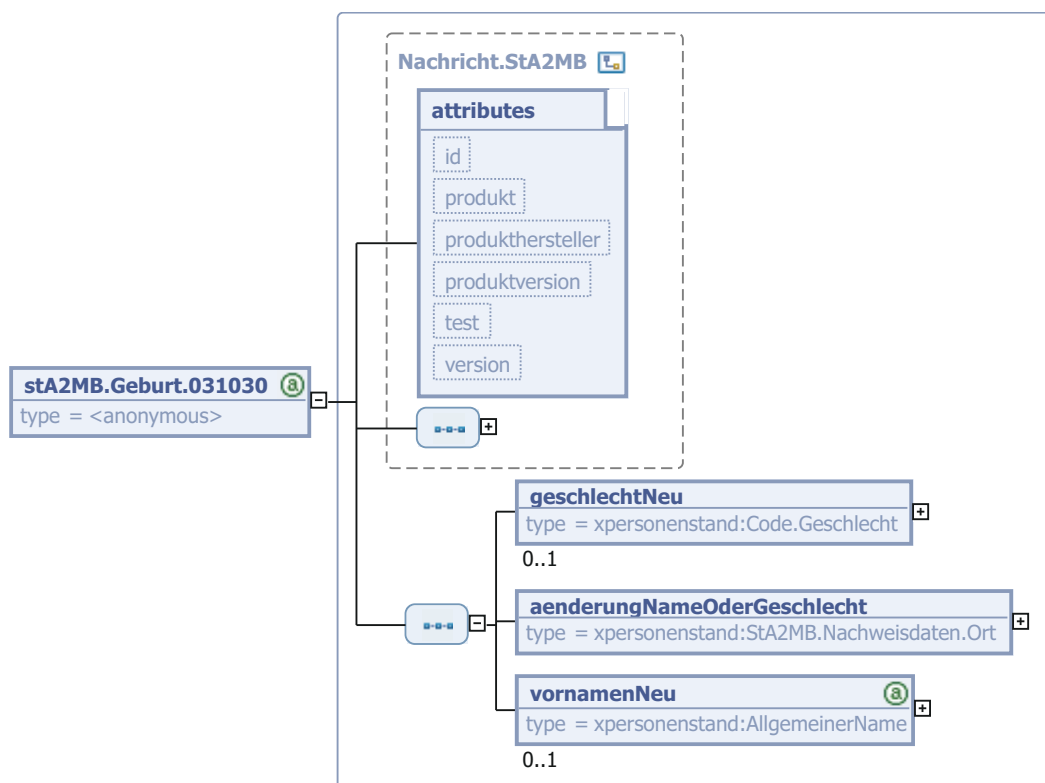 Nachricht.StA2MB
attributes
id
produkt
produkthersteller
produktversion
test
version
stA2MB.Geburt.031030
type = <anonymous>
geschlechtNeu
type = xpersonenstand:Code.Geschlecht
0..1
aenderungNameOderGeschlecht
type = xpersonenstand:StA2MB.Nachweisdaten.Ort
vornamenNeu
type = xpersonenstand:AllgemeinerName
0..1